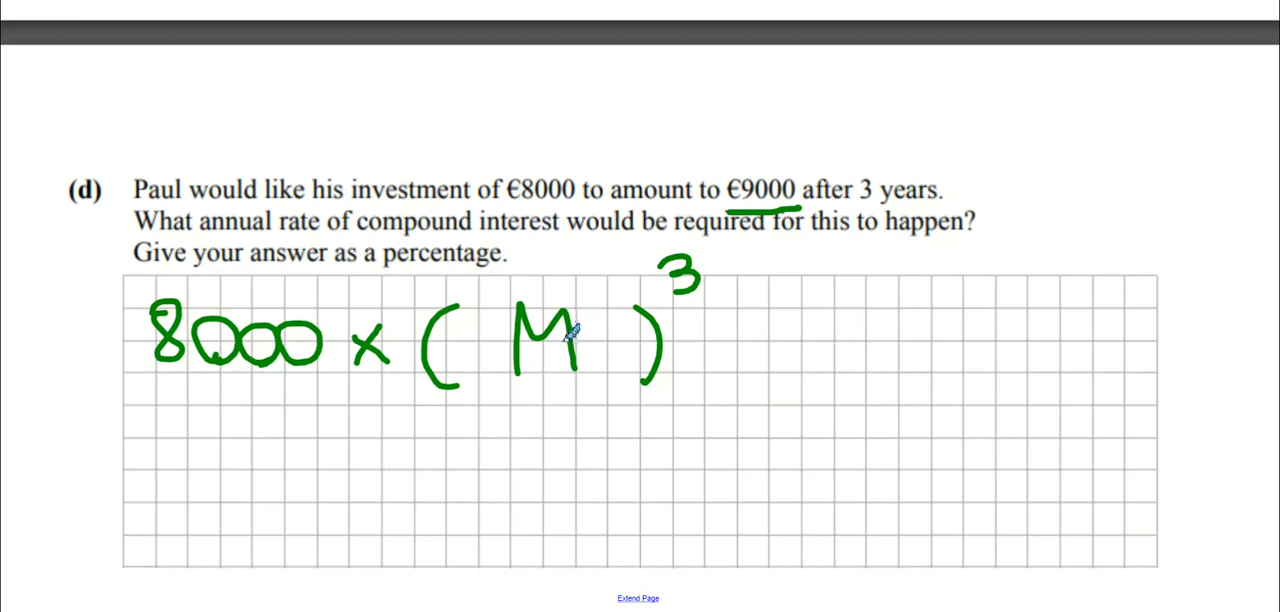 (d) Paul would like his investment of €8000 to amount to €9000 after 3 years.
What annual rate of compound interest would be required for this to happen?
Give your answer as a percentage.
8000 × ( M )³
Extend Page